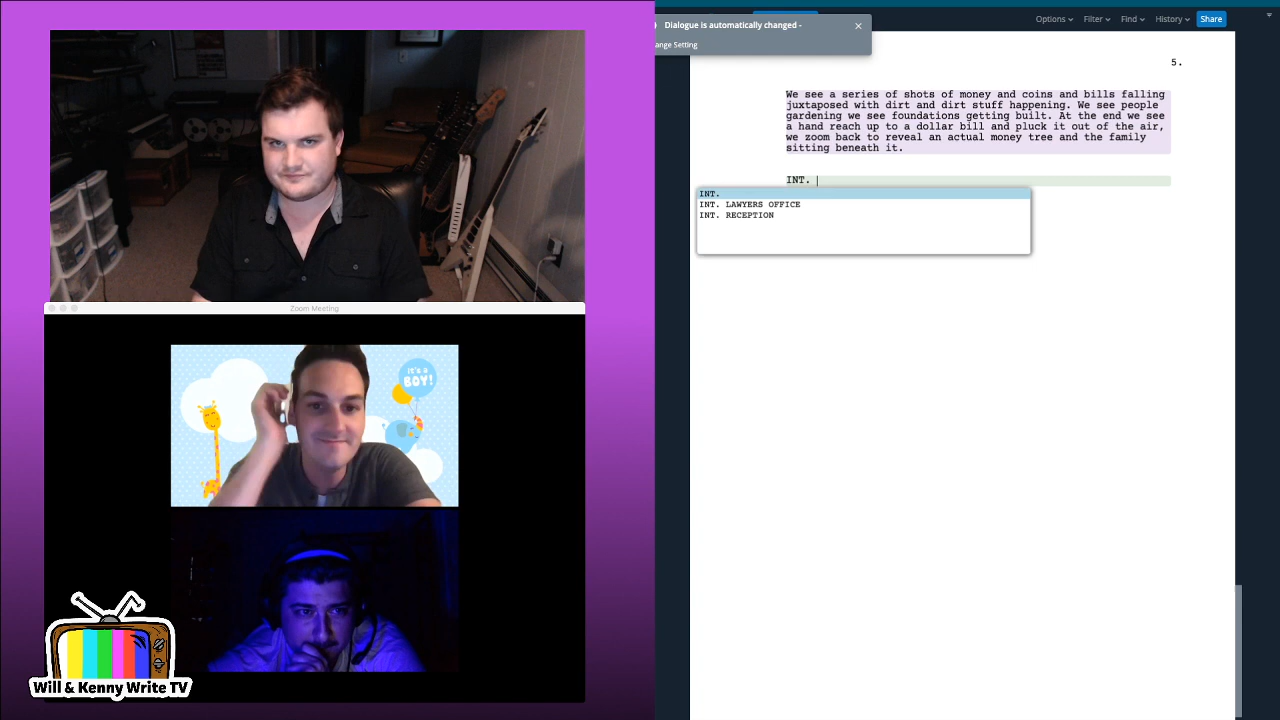 Dialogue is automatically changed -
ange Setting
Options
Filter
Find
History
Share
5.
We see a series of shots of money and coins and bills falling
juxtaposed with dirt and dirt stuff happening. We see people
gardening we see foundations getting built. At the end we see
a hand reach up to a dollar bill and pluck it out of the air,
we zoom back to reveal an actual money tree and the family
sitting beneath it.
INT.
INT.
INT. LAWYERS OFFICE
INT. RECEPTION
Zoom Meeting
IT'S A
BOY!
Will & Kenny Write TV